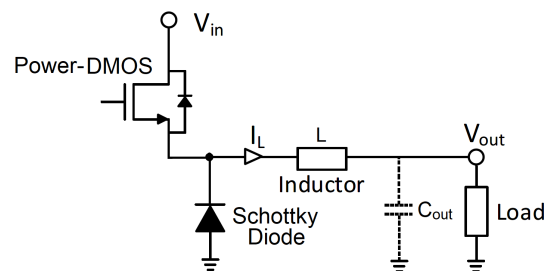 Vin
Power-DMOS
IL
L
Vout
Inductor
Cout
Load
Schottky
Diode